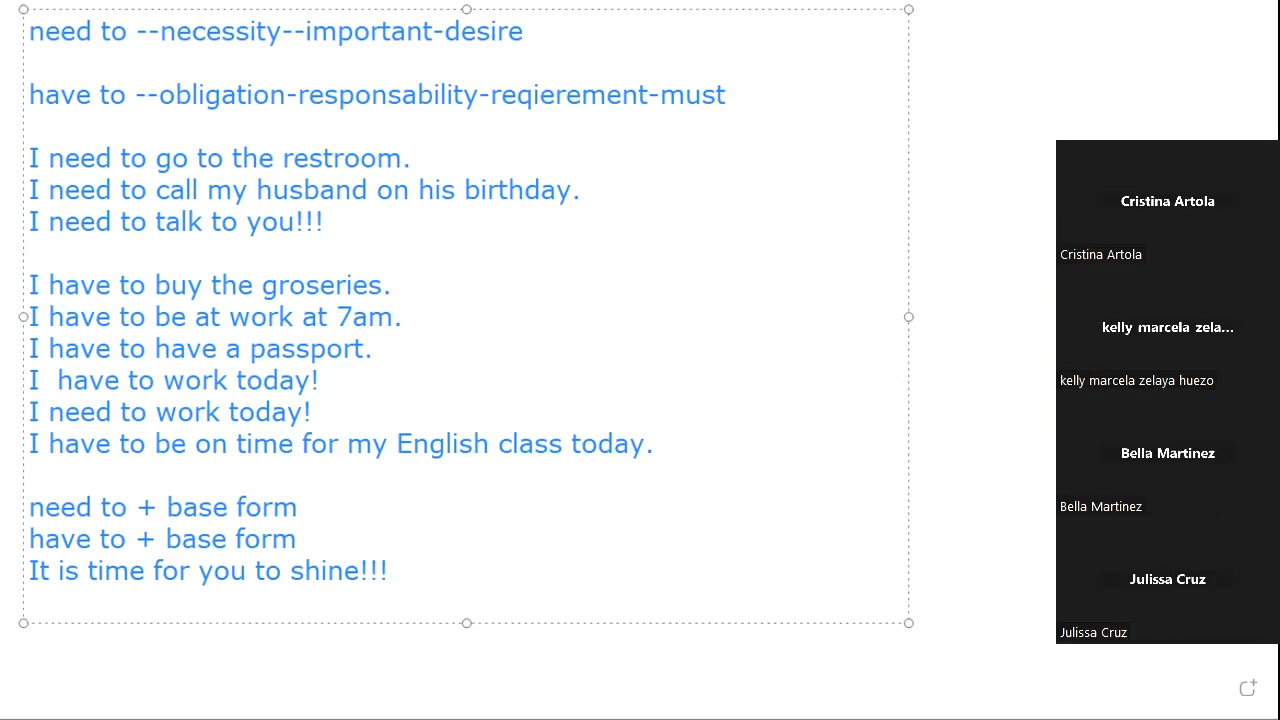 need to --necessity--important-desire
have to --obligation-responsability-reqierement-must
I need to go to the restroom.
I need to call my husband on his birthday.
I need to talk to you!!!
I have to buy the groseries.
I have to be at work at 7am.
I have to have a passport.
I  have to work today!
I need to work today!
I have to be on time for my English class today.
need to + base form
have to + base form
It is time for you to shine!!!
Cristina Artola
Cristina Artola
kelly marcela zela...
kelly marcela zelaya huezo
Bella Martinez
Bella Martinez
Julissa Cruz
Julissa Cruz